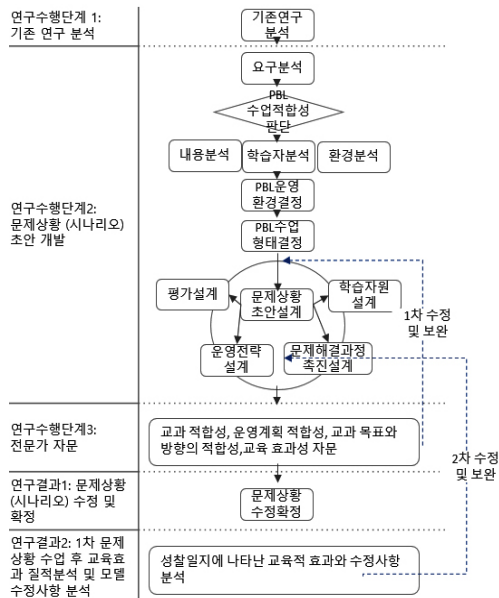 연구수행단계 1:
기존 연구 분석
기존연구
분석
연구수행단계2:
문제상황 (시나리오)
초안 개발
요구분석
PBL
수업적합성
판단
내용분석
학습자분석
환경분석
PBL운영
환경결정
PBL수업
형태결정
평가설계
문제상황
초안설계
학습자원
설계
운영전략
설계
문제해결과정
촉진설계
1차 수정
및 보완
연구수행단계3:
전문가 자문
교과 적합성, 운영계획 적합성, 교과 목표와
방향의 적합성,교육 효과성 자문
2차 수정
및 보완
연구결과1: 문제상황
(시나리오) 수정 및
확정
문제상황
수정확정
연구결과2: 1차 문제
상황 수업 후 교육효
과 질적분석 및 모델
수정사항 분석
성찰일지에 나타난 교육적 효과와 수정사항
분석